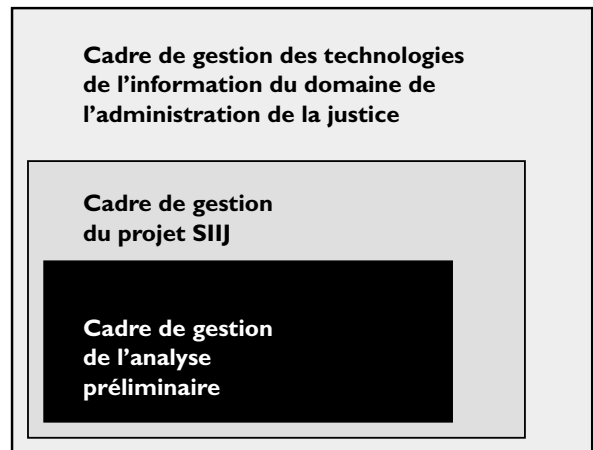 Cadre de gestion des technologies
de l’information du domaine de
l’administration de la justice
Cadre de gestion
du projet SIIJ
Cadre de gestion
de l’analyse
préliminaire